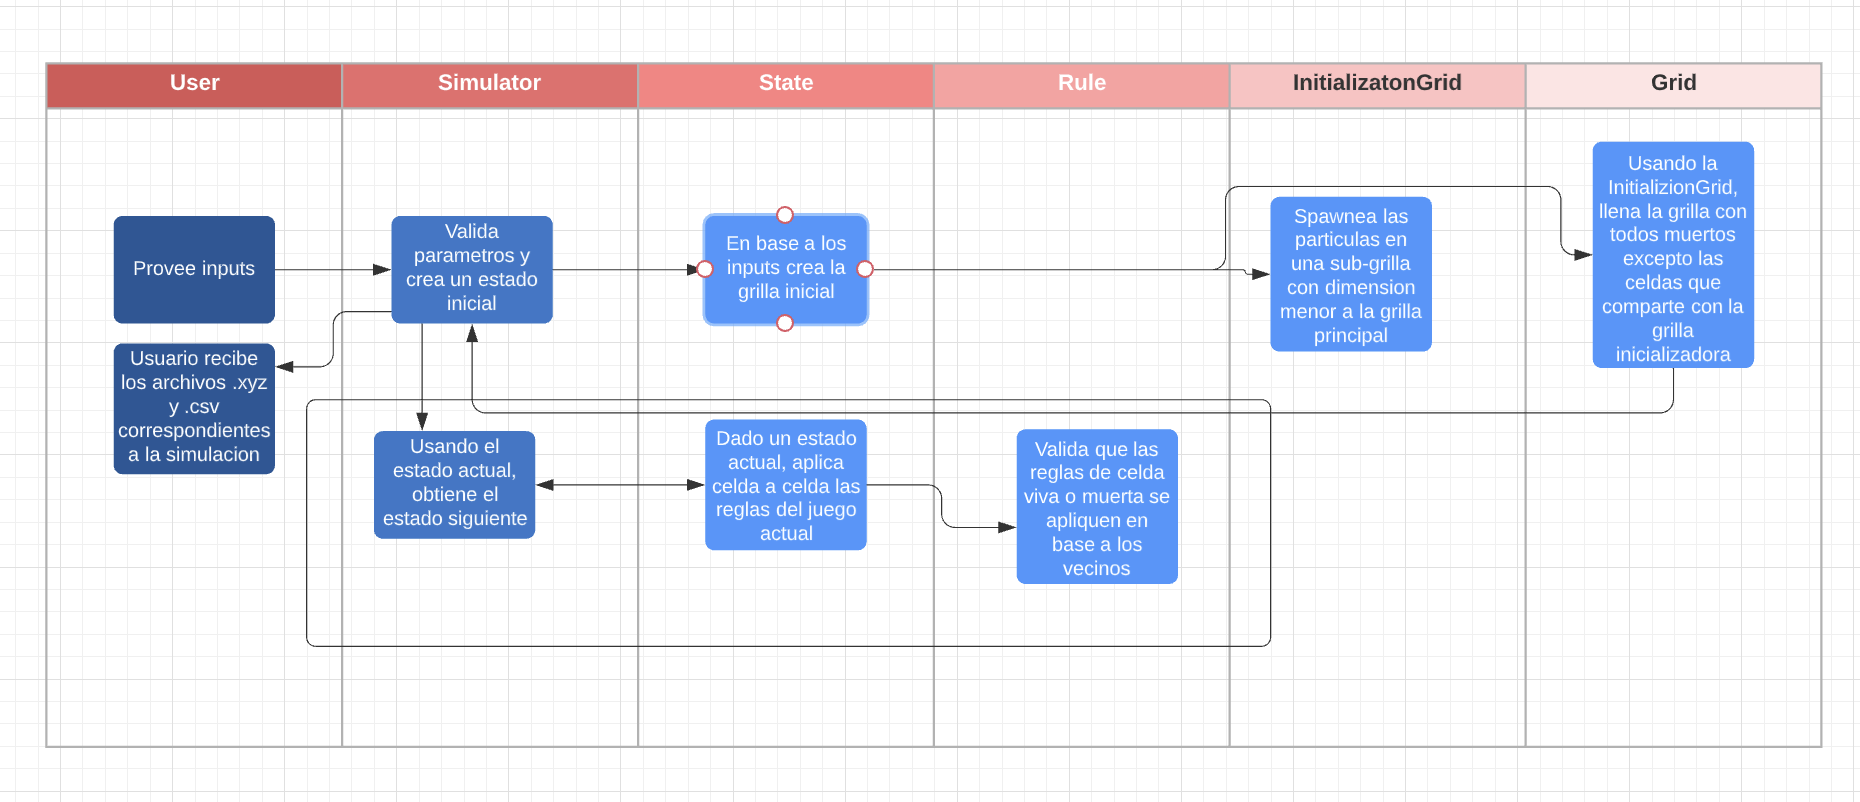 User
Simulator
State
Rule
InitializatonGrid
Grid
Provee inputs
Valida
parametros y
crea un estado
inicial
En base a los
inputs crea la
grilla inicial
Spawnea las
particulas en
una sub-grilla
con dimension
menor a la grilla
principal
Usando la
InitializionGrid,
llena la grilla con
todos muertos
excepto las
celdas que
comparte con la
grilla
inicializadora
Usuario recibe
los archivos .xyz
y .csv
correspondientes
a la simulacion
Usando el
estado actual,
obtiene el
estado siguiente
Dado un estado
actual, aplica
celda a celda las
reglas del juego
actual
Valida que las
reglas de celda
viva o muerta se
apliquen en
base a los
vecinos